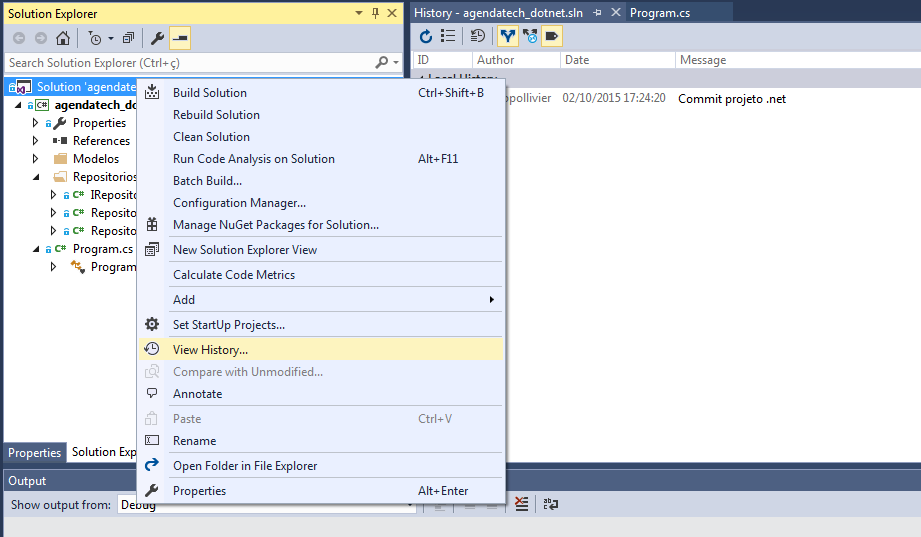 Solution Explorer
Search Solution Explorer (Ctrl+ç)
Solution 'agendate
agendatech_do
Properties
References
Modelos
Repositorios
IReposito
Reposito
Reposito
Program.cs
Program
Properties
Solution Exp
Build Solution Ctrl+Shift+B
Rebuild Solution
Clean Solution
Run Code Analysis on Solution Alt+F11
Batch Build...
Configuration Manager...
Manage NuGet Packages for Solution...
New Solution Explorer View
Calculate Code Metrics
Add
Set StartUp Projects...
View History...
Compare with Unmodified...
Annotate
Paste Ctrl+V
Rename
Open Folder in File Explorer
Properties Alt+Enter
History - agendatech_dotnet.sln
Program.cs
ID Author Date Message
Local History
ppollivier 02/10/2015 17:24:20 Commit projeto .net
Output
Show output from: Debug